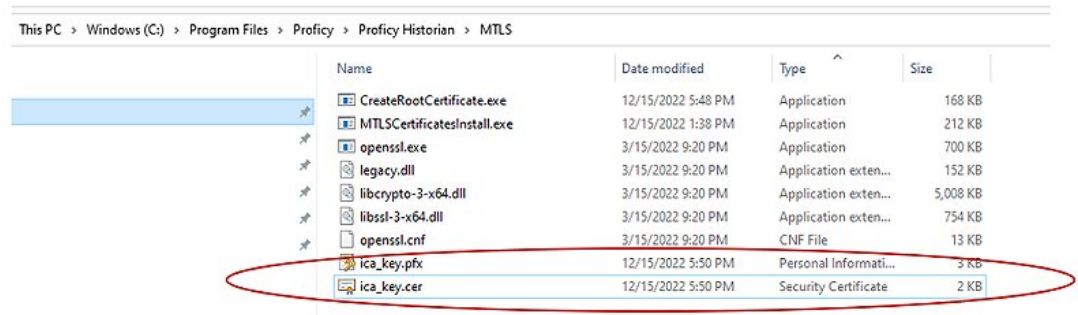 This PC > Windows (C:) > Program Files > Proficy > Proficy Historian > MTLS
Name Date modified Type Size
CreateRootCertificate.exe 12/15/2022 5:48 PM Application 168 KB
MTLSCertificatesInstall.exe 12/15/2022 1:38 PM Application 212 KB
openssl.exe 3/15/2022 9:20 PM Application 700 KB
legacy.dll 3/15/2022 9:20 PM Application exten... 152 KB
libcrypto-3-x64.dll 3/15/2022 9:20 PM Application exten... 5,008 KB
libssl-3-x64.dll 3/15/2022 9:20 PM Application exten... 754 KB
openssl.cnf 3/15/2022 9:20 PM CNF File 13 KB
ica_key.pfx 12/15/2022 5:50 PM Personal Informati... 3 KB
ica_key.cer 12/15/2022 5:50 PM Security Certificate 2 KB